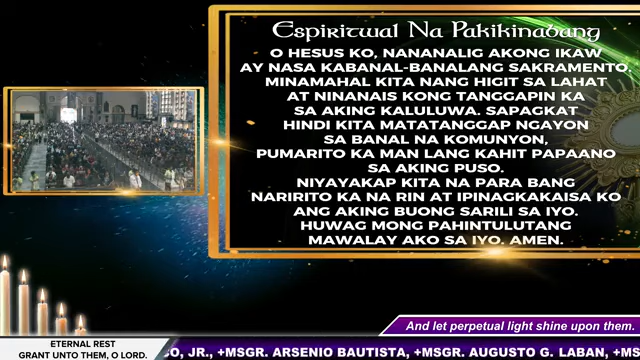 Espiritwal Na Pakikinabang
O HESUS KO, NANANALIG AKONG IKAW
AY NASA KABANAL-BANALANG SAKRAMENTO.
MINAMAHAL KITA NANG HIGIT SA LAHAT
AT NINANAIS KONG TANGGAPIN KA
SA AKING KALULUWA. SAPAGKAT
HINDI KITA MATATANGGAP NGAYON
SA BANAL NA KOMUNYON,
PUMARITO KA MAN LANG KAHIT PAPAANO
SA AKING PUSO.
NIYAYAKAP KITA NA PARA BANG
NARIRITO KA NA RIN AT IPINAGKAKAISA KO
ANG AKING BUONG SARILI SA IYO.
HUWAG MONG PAHINTULUTANG
MAWALAY AKO SA IYO. AMEN.
And let perpetual light shine upon them.
ETERNAL REST
GRANT UNTO THEM, O LORD.
CO, JR., +MSGR. ARSENIO BAUTISTA, +MSGR. AUGUSTO G. LABAN, +MS